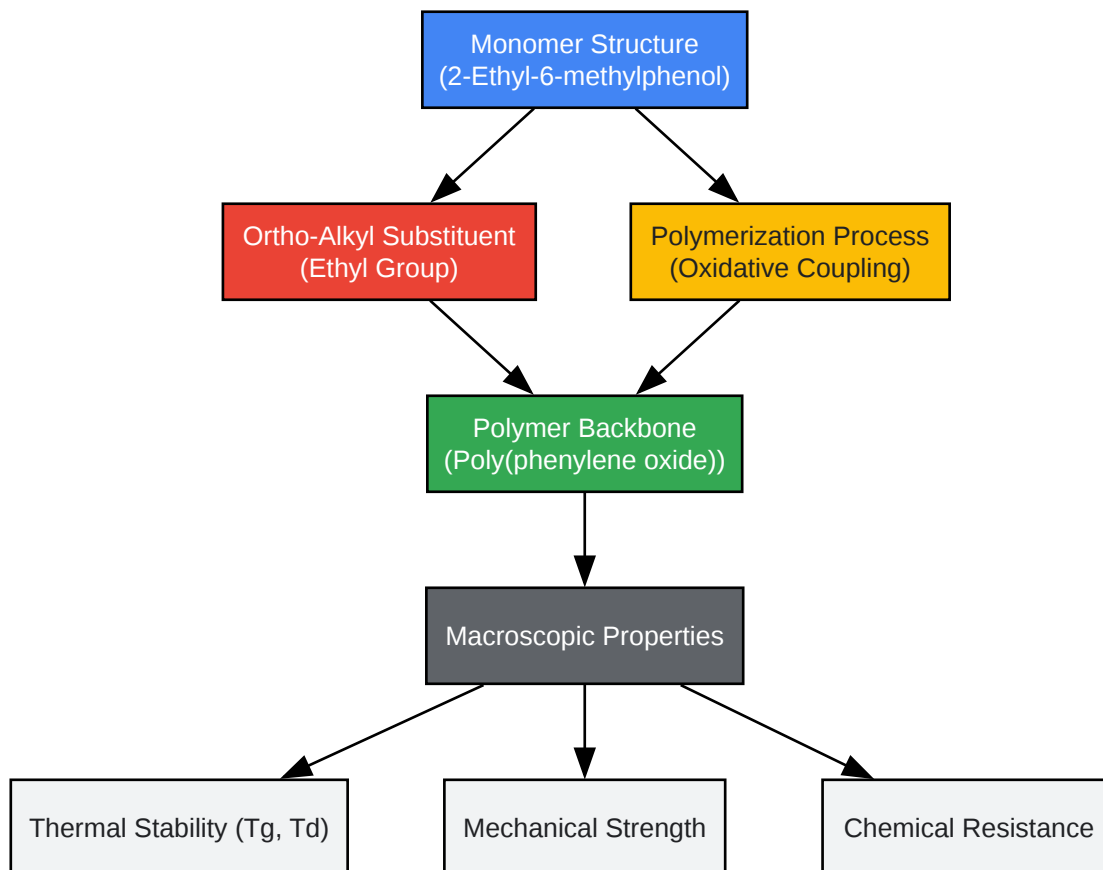 Monomer Structure
(2-Ethyl-6-methylphenol)
Ortho-Alkyl Substituent
(Ethyl Group)
Polymerization Process
(Oxidative Coupling)
Polymer Backbone
(Poly(phenylene oxide))
Macroscopic Properties
Thermal Stability (Tg, Td)
Mechanical Strength
Chemical Resistance